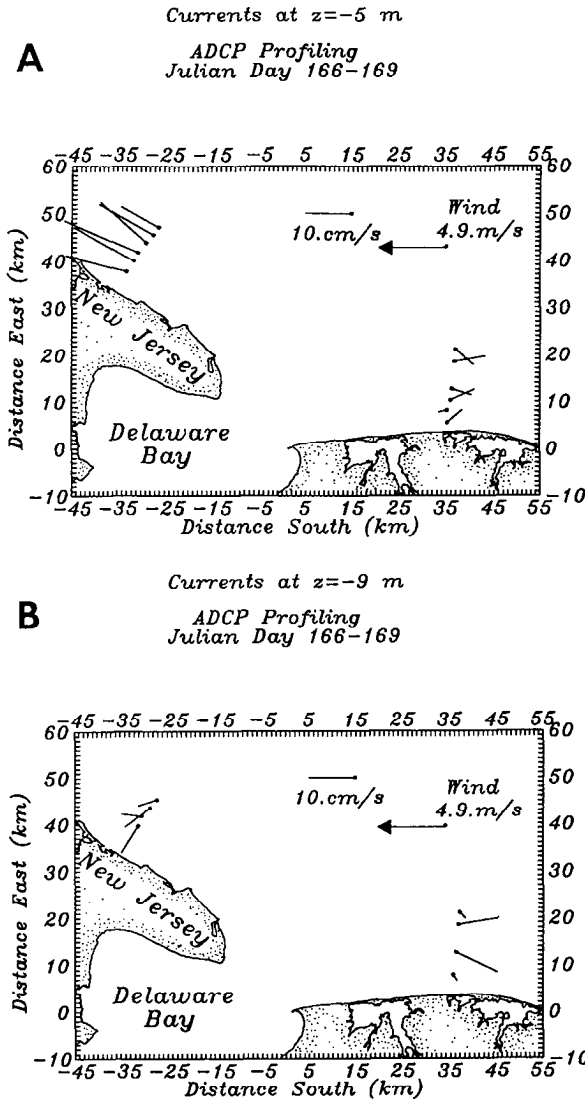 Currents at z=-5 m
A
ADCP Profiling
Julian Day 166-169
-45 -35 -25 -15 -5 5 15 25 35 45 55
60 60
50 50
40 40
30 30
20 20
10 10
0 0
-10 -10
Distance East (km)
Wind
10.cm/s 4.9.m/s
New Jersey
Delaware
Bay
-45 -35 -25 -15 -5 5 15 25 35 45 55
Distance South (km)
Currents at z=-9 m
B
ADCP Profiling
Julian Day 166-169
-45 -35 -25 -15 -5 5 15 25 35 45 55
60 60
50 50
40 40
30 30
20 20
10 10
0 0
-10 -10
Distance East (km)
Wind
10.cm/s 4.9.m/s
New Jersey
Delaware
Bay
-45 -35 -25 -15 -5 5 15 25 35 45 55
Distance South (km)